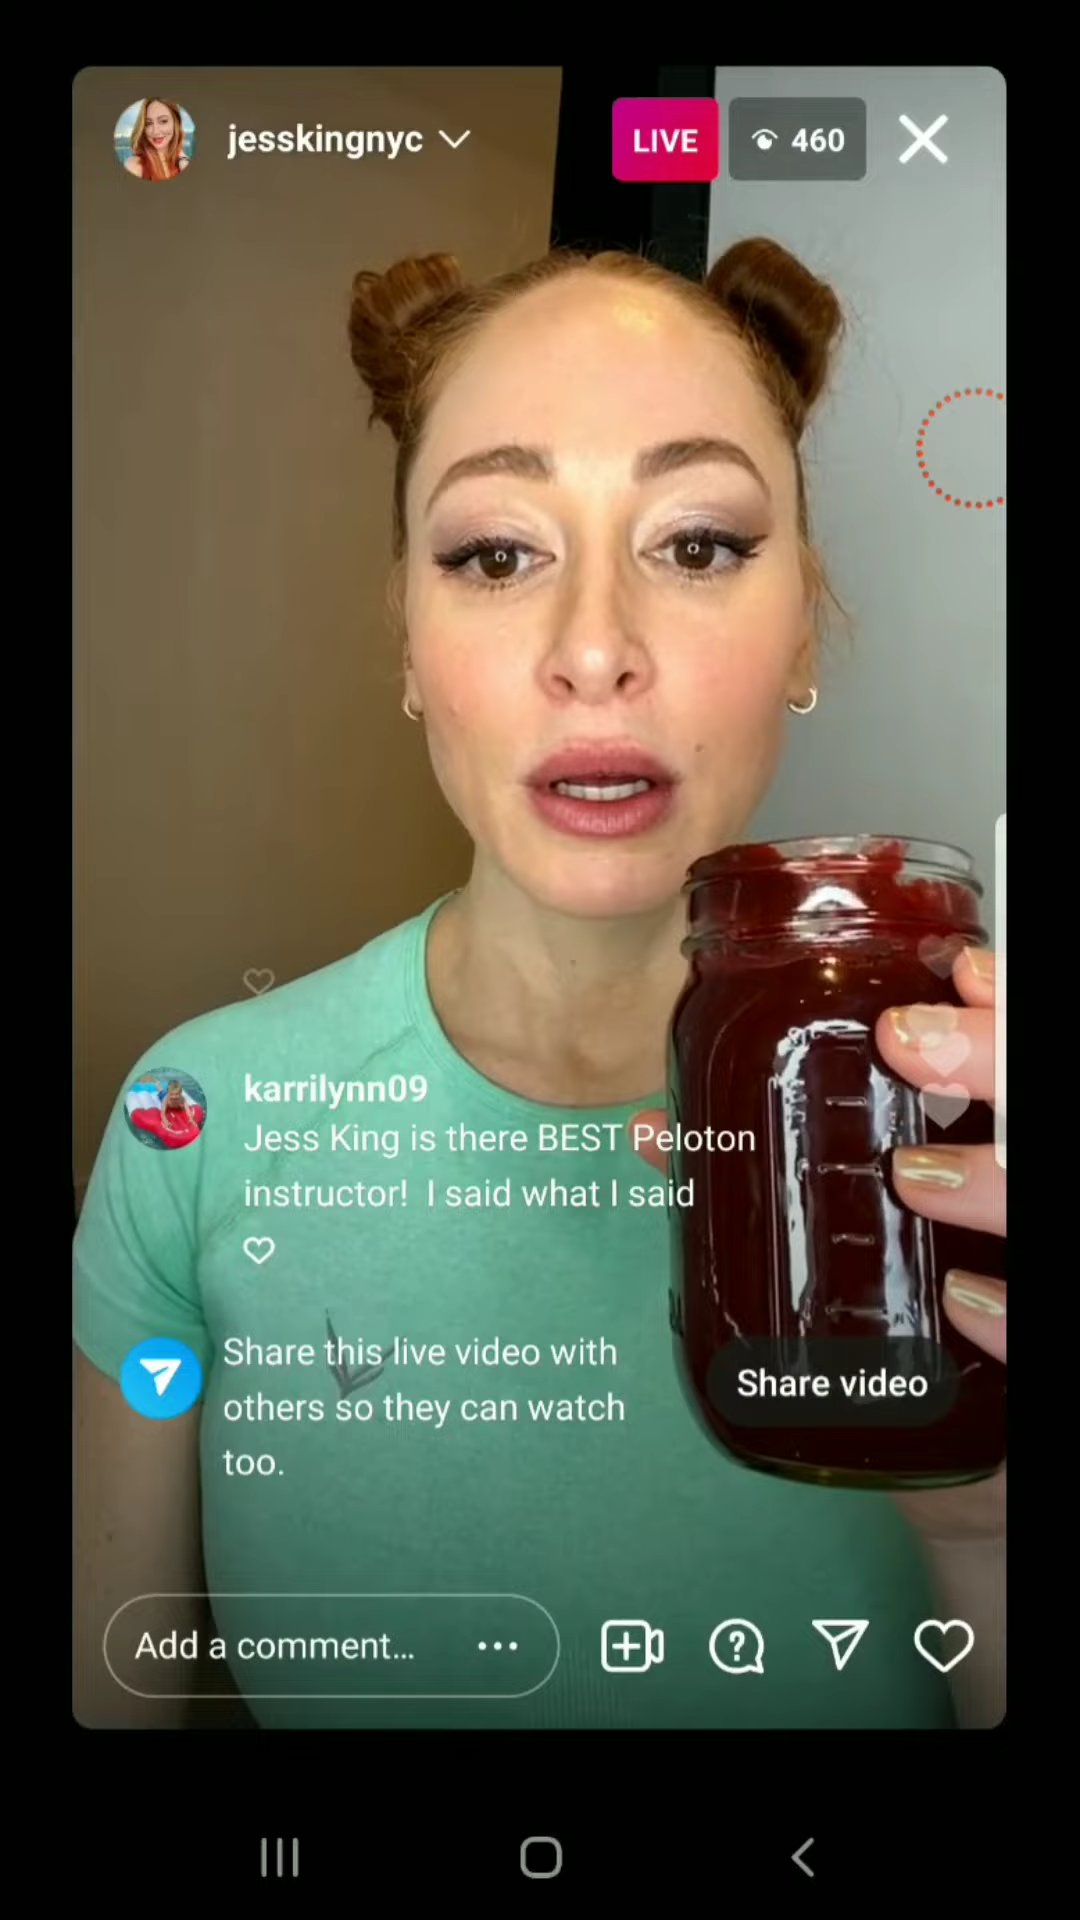 jesskingnyc
LIVE
460
karrilynn09
Jess King is there BEST Peloton
instructor! I said what I said
Share this live video with
others so they can watch
too.
Share video
Add a comment...